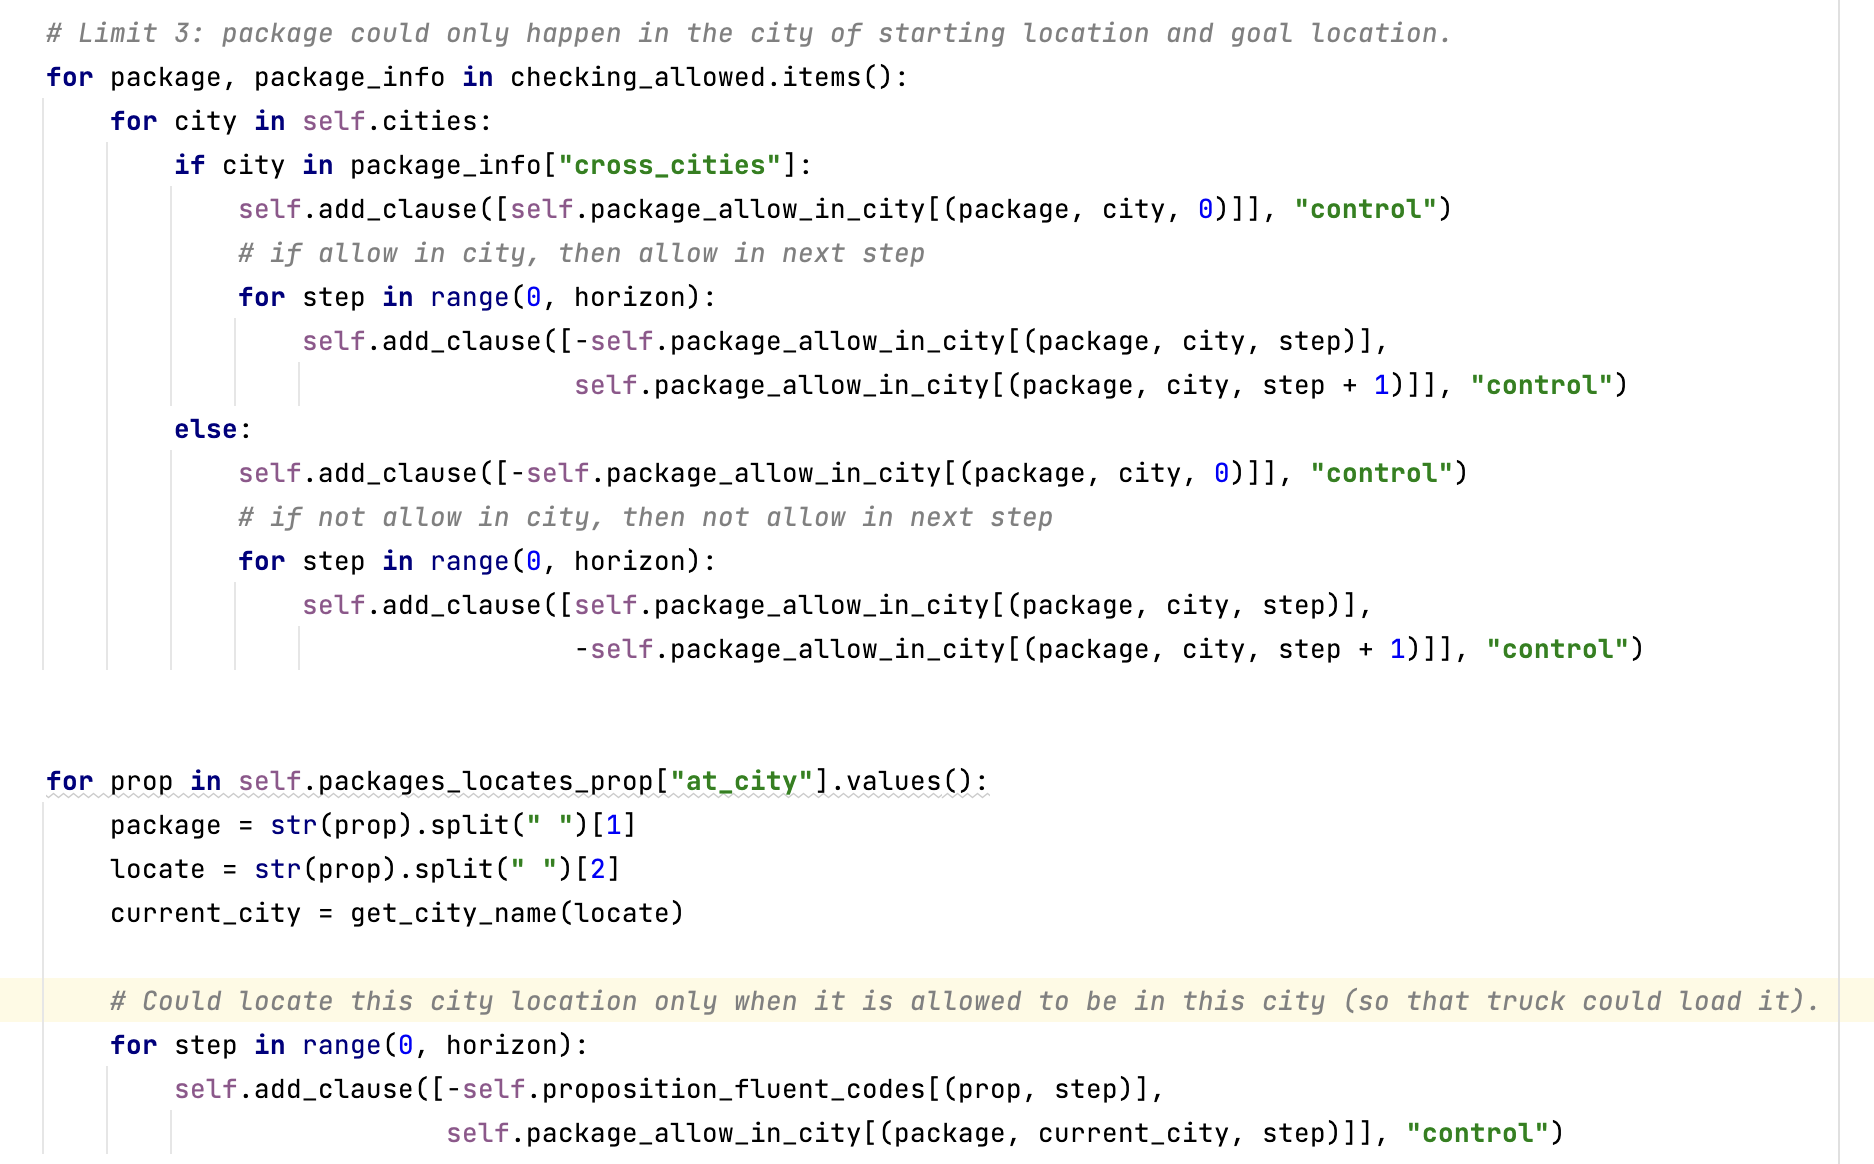 # Limit 3: package could only happen in the city of starting location and goal location.
for package, package_info in checking_allowed.items():
    for city in self.cities:
        if city in package_info["cross_cities"]:
            self.add_clause([self.package_allow_in_city[(package, city, 0)]], "control")
            # if allow in city, then allow in next step
            for step in range(0, horizon):
                self.add_clause([-self.package_allow_in_city[(package, city, step)],
                                 self.package_allow_in_city[(package, city, step + 1)]], "control")
        else:
            self.add_clause([-self.package_allow_in_city[(package, city, 0)]], "control")
            # if not allow in city, then not allow in next step
            for step in range(0, horizon):
                self.add_clause([self.package_allow_in_city[(package, city, step)],
                                 -self.package_allow_in_city[(package, city, step + 1)]], "control")
for prop in self.packages_locates_prop["at_city"].values():
    package = str(prop).split(" ")[1]
    locate = str(prop).split(" ")[2]
    current_city = get_city_name(locate)
    # Could locate this city location only when it is allowed to be in this city (so that truck could load it).
    for step in range(0, horizon):
        self.add_clause([-self.proposition_fluent_codes[(prop, step)],
                         self.package_allow_in_city[(package, current_city, step)]], "control")